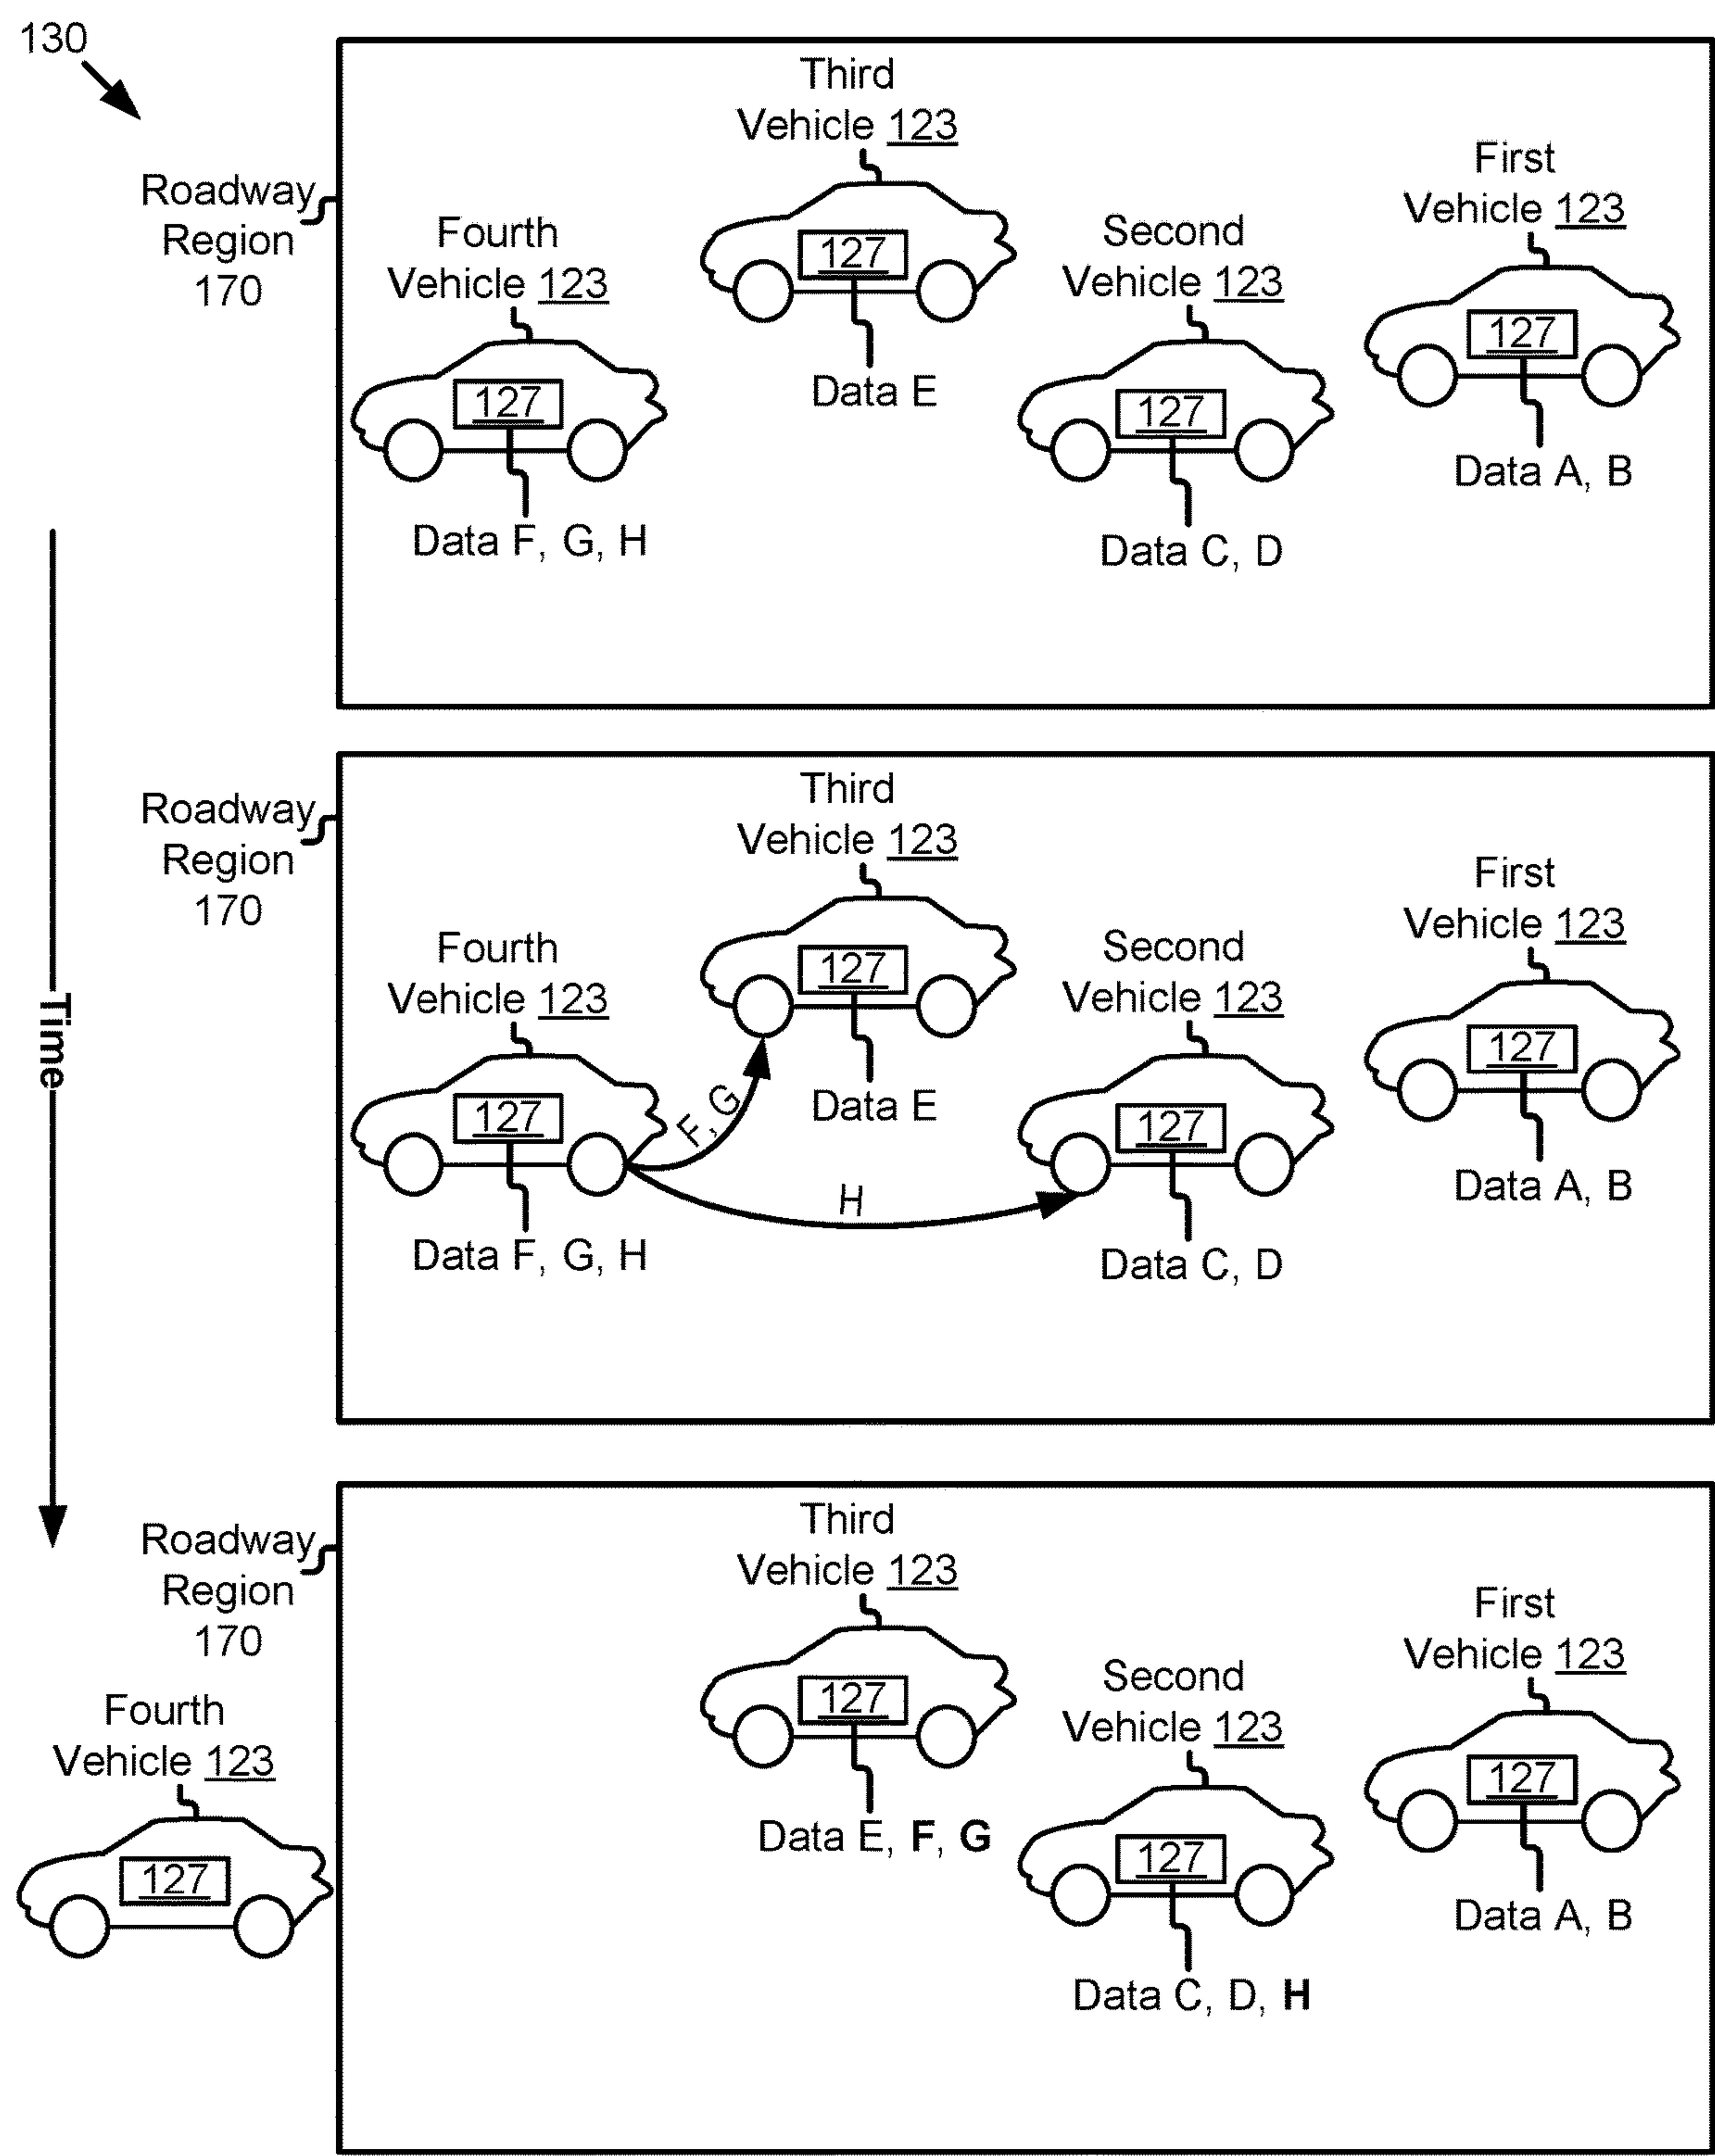 130
Third
Vehicle 123
First
Vehicle 123
Roadway
Region
170
Fourth
Vehicle 123
Second
Vehicle 123
127
127
127
127
Data E
Data A, B
Data F, G, H
Data C, D
Time
Third
Vehicle 123
Roadway
Region
170
First
Vehicle 123
Fourth
Vehicle 123
Second
Vehicle 123
127
127
127
127
F, G
Data E
H
Data A, B
Data F, G, H
Data C, D
Third
Vehicle 123
Roadway
Region
170
First
Vehicle 123
Second
Vehicle 123
Fourth
Vehicle 123
127
127
127
127
Data E, F, G
Data A, B
Data C, D, H